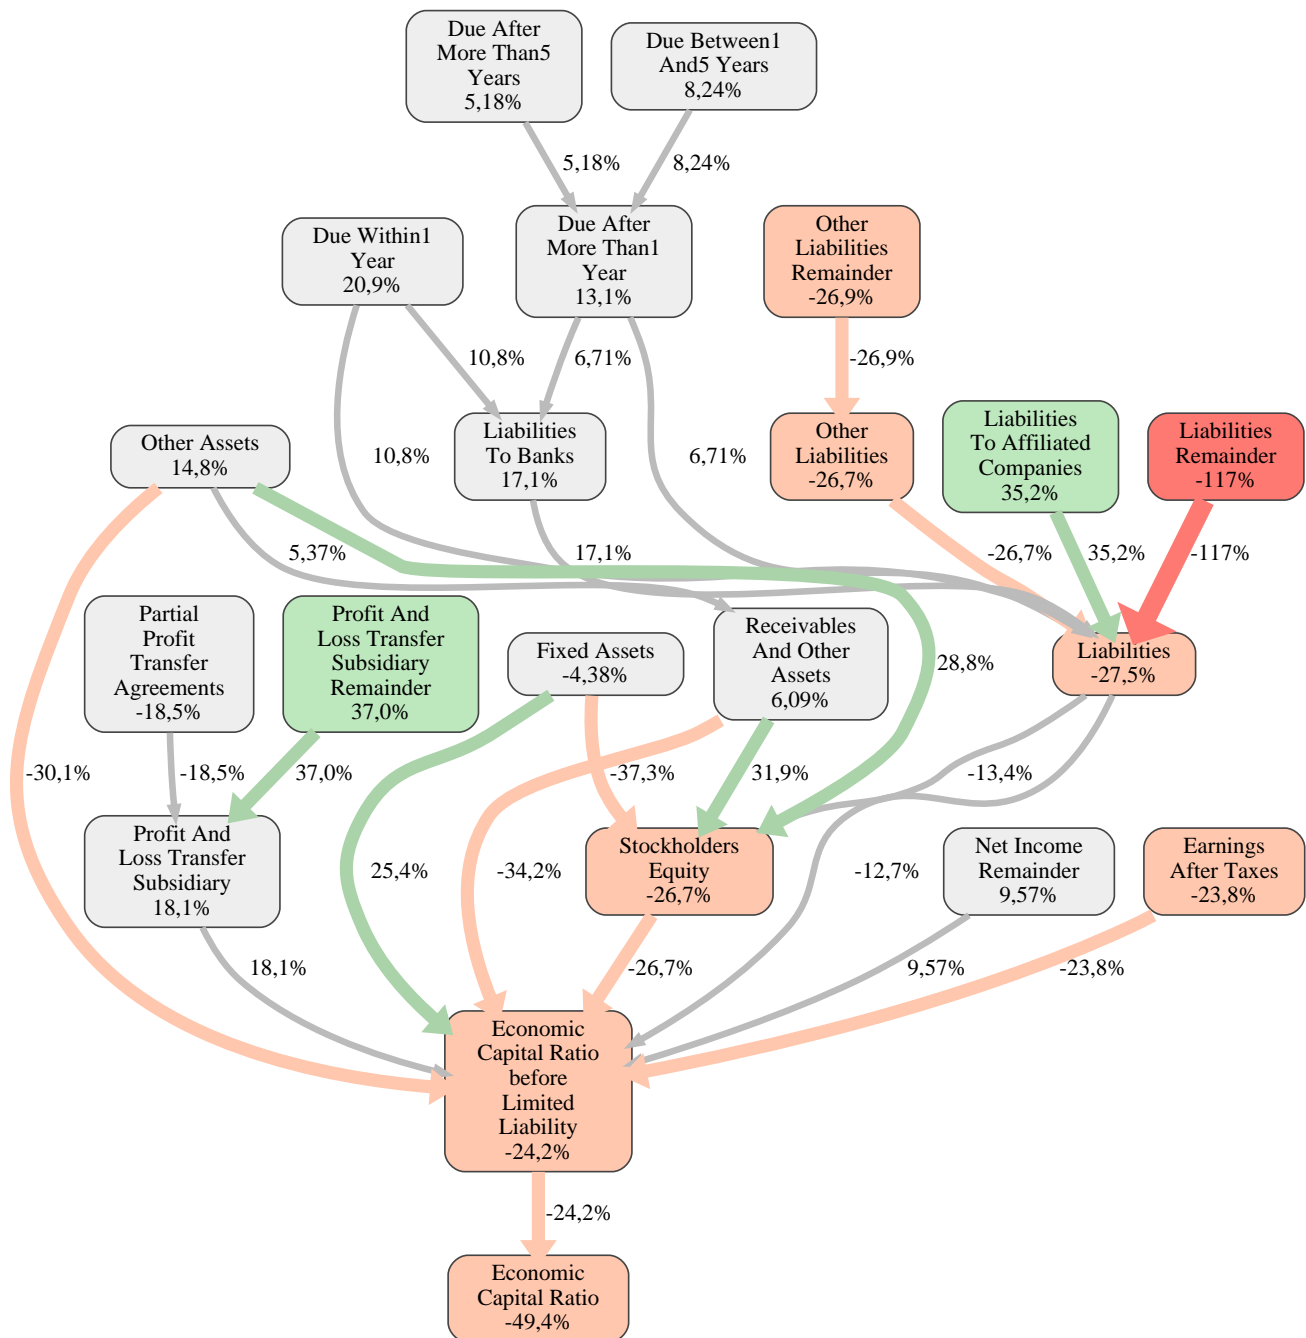 Due After
More Than5
Years
5,18%
Due Between1
And5 Years
8,24%
5,18%
8,24%
Due Within1
Year
20,9%
Due After
More Than1
Year
13,1%
Other
Liabilities
Remainder
-26,9%
10,8%
6,71%
-26,9%
Other Assets
14,8%
10,8%
Liabilities
To Banks
17,1%
6,71%
Other
Liabilities
-26,7%
Liabilities
To Affiliated
Companies
35,2%
Liabilities
Remainder
-117%
5,37%
17,1%
-26,7%
35,2%
-117%
Partial
Profit
Transfer
Agreements
-18,5%
Profit And
Loss Transfer
Subsidiary
Remainder
37,0%
Fixed Assets
-4,38%
Receivables
And Other
Assets
6,09%
28,8%
Liabilities
-27,5%
-30,1%
-18,5%
37,0%
-37,3%
31,9%
-13,4%
Profit And
Loss Transfer
Subsidiary
18,1%
25,4%
-34,2%
Stockholders
Equity
-26,7%
-12,7%
Net Income
Remainder
9,57%
Earnings
After Taxes
-23,8%
18,1%
-26,7%
9,57%
-23,8%
Economic
Capital Ratio
before
Limited
Liability
-24,2%
-24,2%
Economic
Capital Ratio
-49,4%